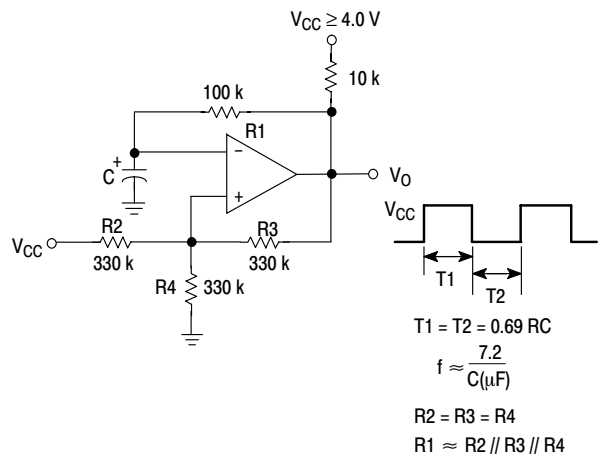 V_CC ≥ 4.0 V
10 k
100 k
R1
−
+
+
C
V_O
V_CC
R2
330 k
R3
330 k
R4
330 k
V_CC
T1
T2
T1 = T2 = 0.69 RC
f ≈ 7.2 / C(μF)
R2 = R3 = R4
R1 ≈ R2 // R3 // R4